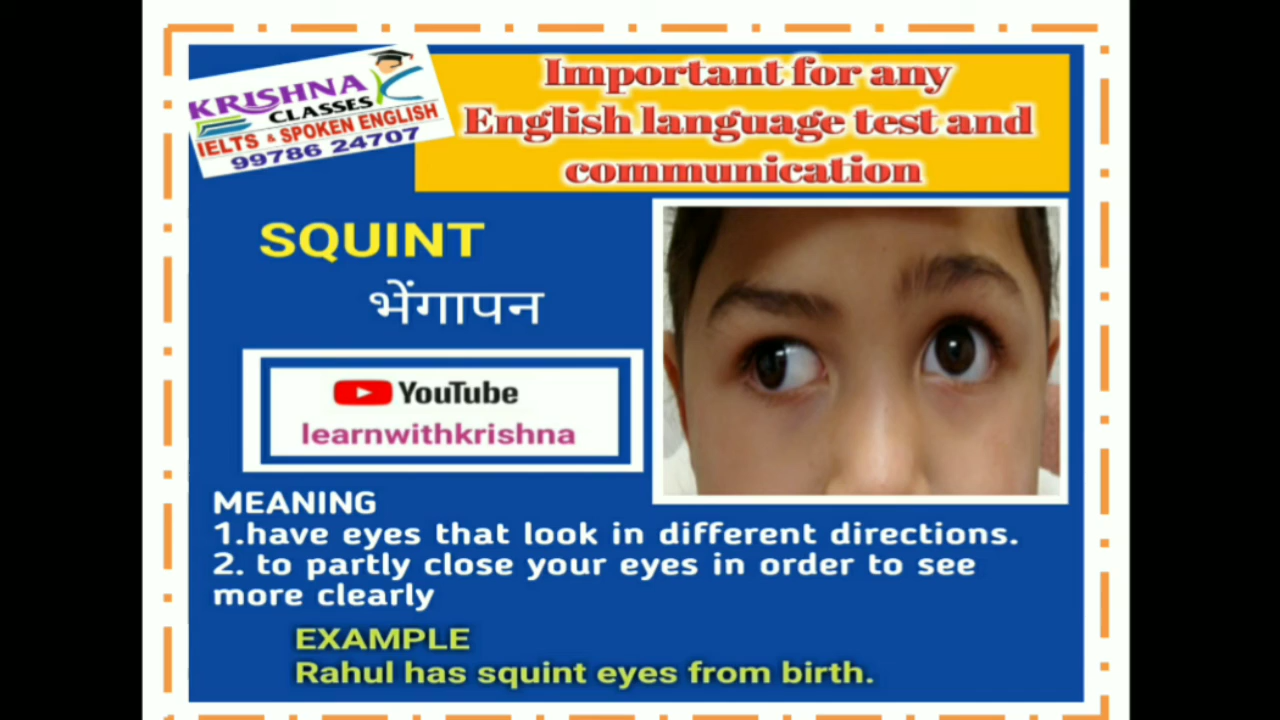 KRISHNA
CLASSES
IELTS & SPOKEN ENGLISH
99786 24707
Important for any
English language test and
communication
SQUINT
भेंगापन
YouTube
learnwithkrishna
MEANING
1.have eyes that look in different directions.
2. to partly close your eyes in order to see
more clearly
EXAMPLE
Rahul has squint eyes from birth.